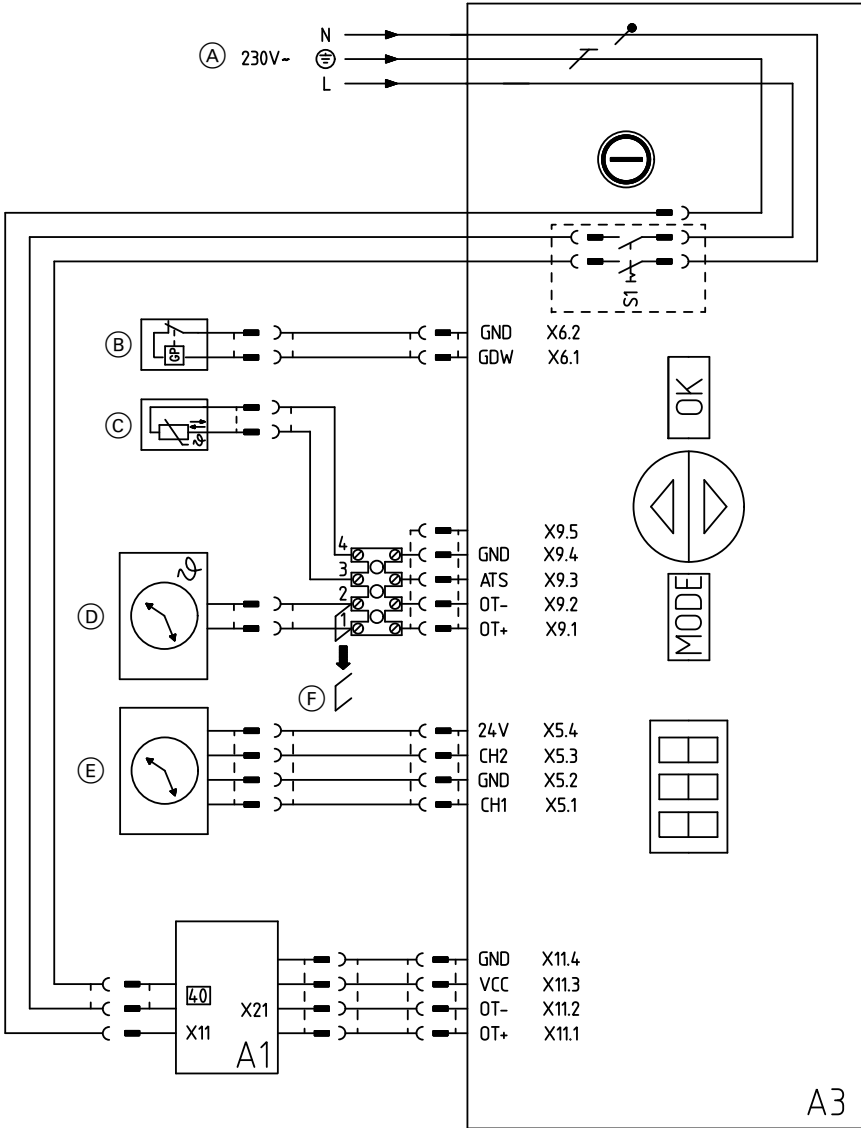 N
A 230V~
L
S1
B GP GND X6.2
GDW X6.1
OK
C ϑ
X9.5
4 GND X9.4
3 ATS X9.3
D ϑ 2 OT- X9.2
1 OT+ X9.1
MODE
F
24V X5.4
CH2 X5.3
E GND X5.2
CH1 X5.1
GND X11.4
40 VCC X11.3
X21 OT- X11.2
X11 OT+ X11.1
A1
A3